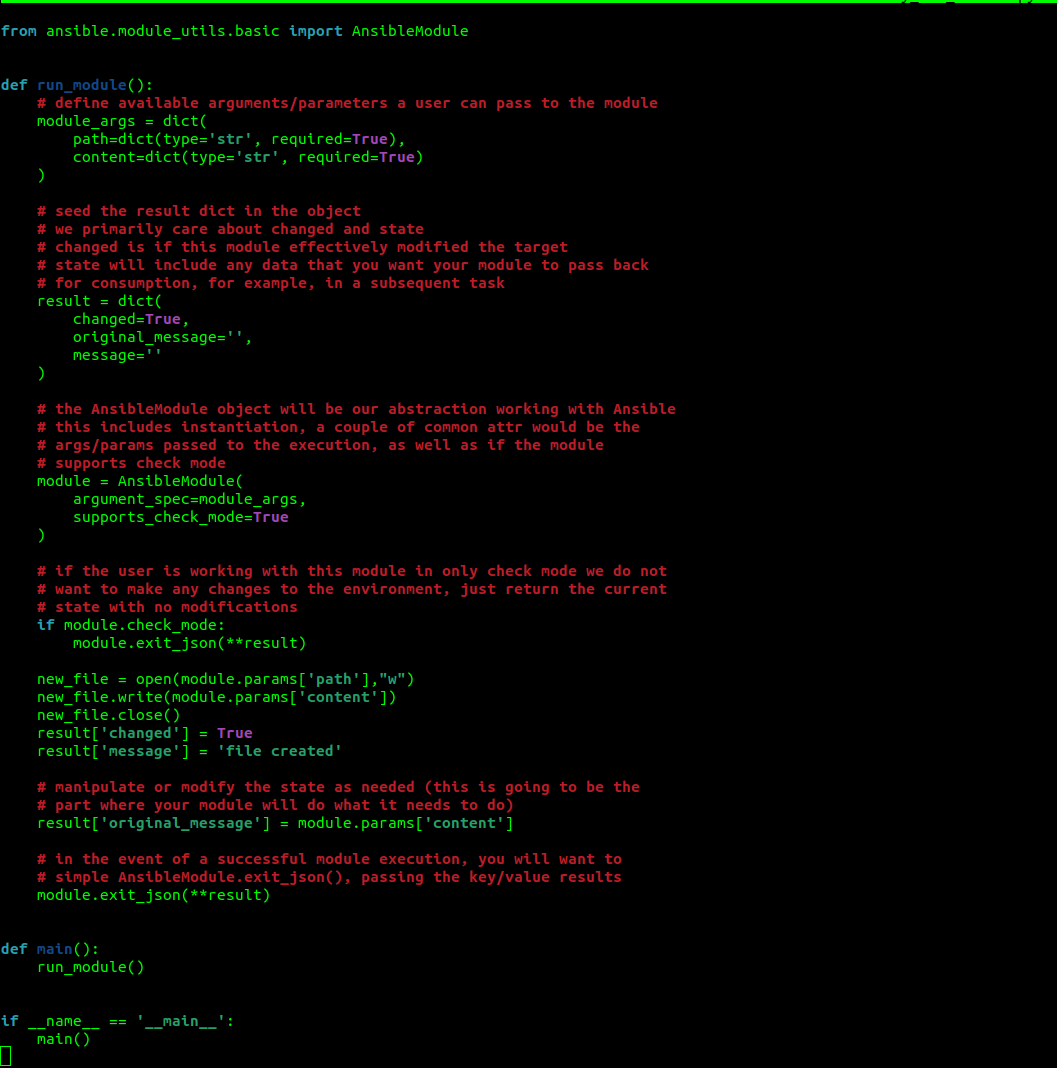 from ansible.module_utils.basic import AnsibleModule


def run_module():
    # define available arguments/parameters a user can pass to the module
    module_args = dict(
        path=dict(type='str', required=True),
        content=dict(type='str', required=True)
    )

    # seed the result dict in the object
    # we primarily care about changed and state
    # changed is if this module effectively modified the target
    # state will include any data that you want your module to pass back
    # for consumption, for example, in a subsequent task
    result = dict(
        changed=True,
        original_message='',
        message=''
    )

    # the AnsibleModule object will be our abstraction working with Ansible
    # this includes instantiation, a couple of common attr would be the
    # args/params passed to the execution, as well as if the module
    # supports check mode
    module = AnsibleModule(
        argument_spec=module_args,
        supports_check_mode=True
    )

    # if the user is working with this module in only check mode we do not
    # want to make any changes to the environment, just return the current
    # state with no modifications
    if module.check_mode:
        module.exit_json(**result)

    new_file = open(module.params['path'],"w")
    new_file.write(module.params['content'])
    new_file.close()
    result['changed'] = True
    result['message'] = 'file created'

    # manipulate or modify the state as needed (this is going to be the
    # part where your module will do what it needs to do)
    result['original_message'] = module.params['content']

    # in the event of a successful module execution, you will want to
    # simple AnsibleModule.exit_json(), passing the key/value results
    module.exit_json(**result)


def main():
    run_module()


if __name__ == '__main__':
    main()